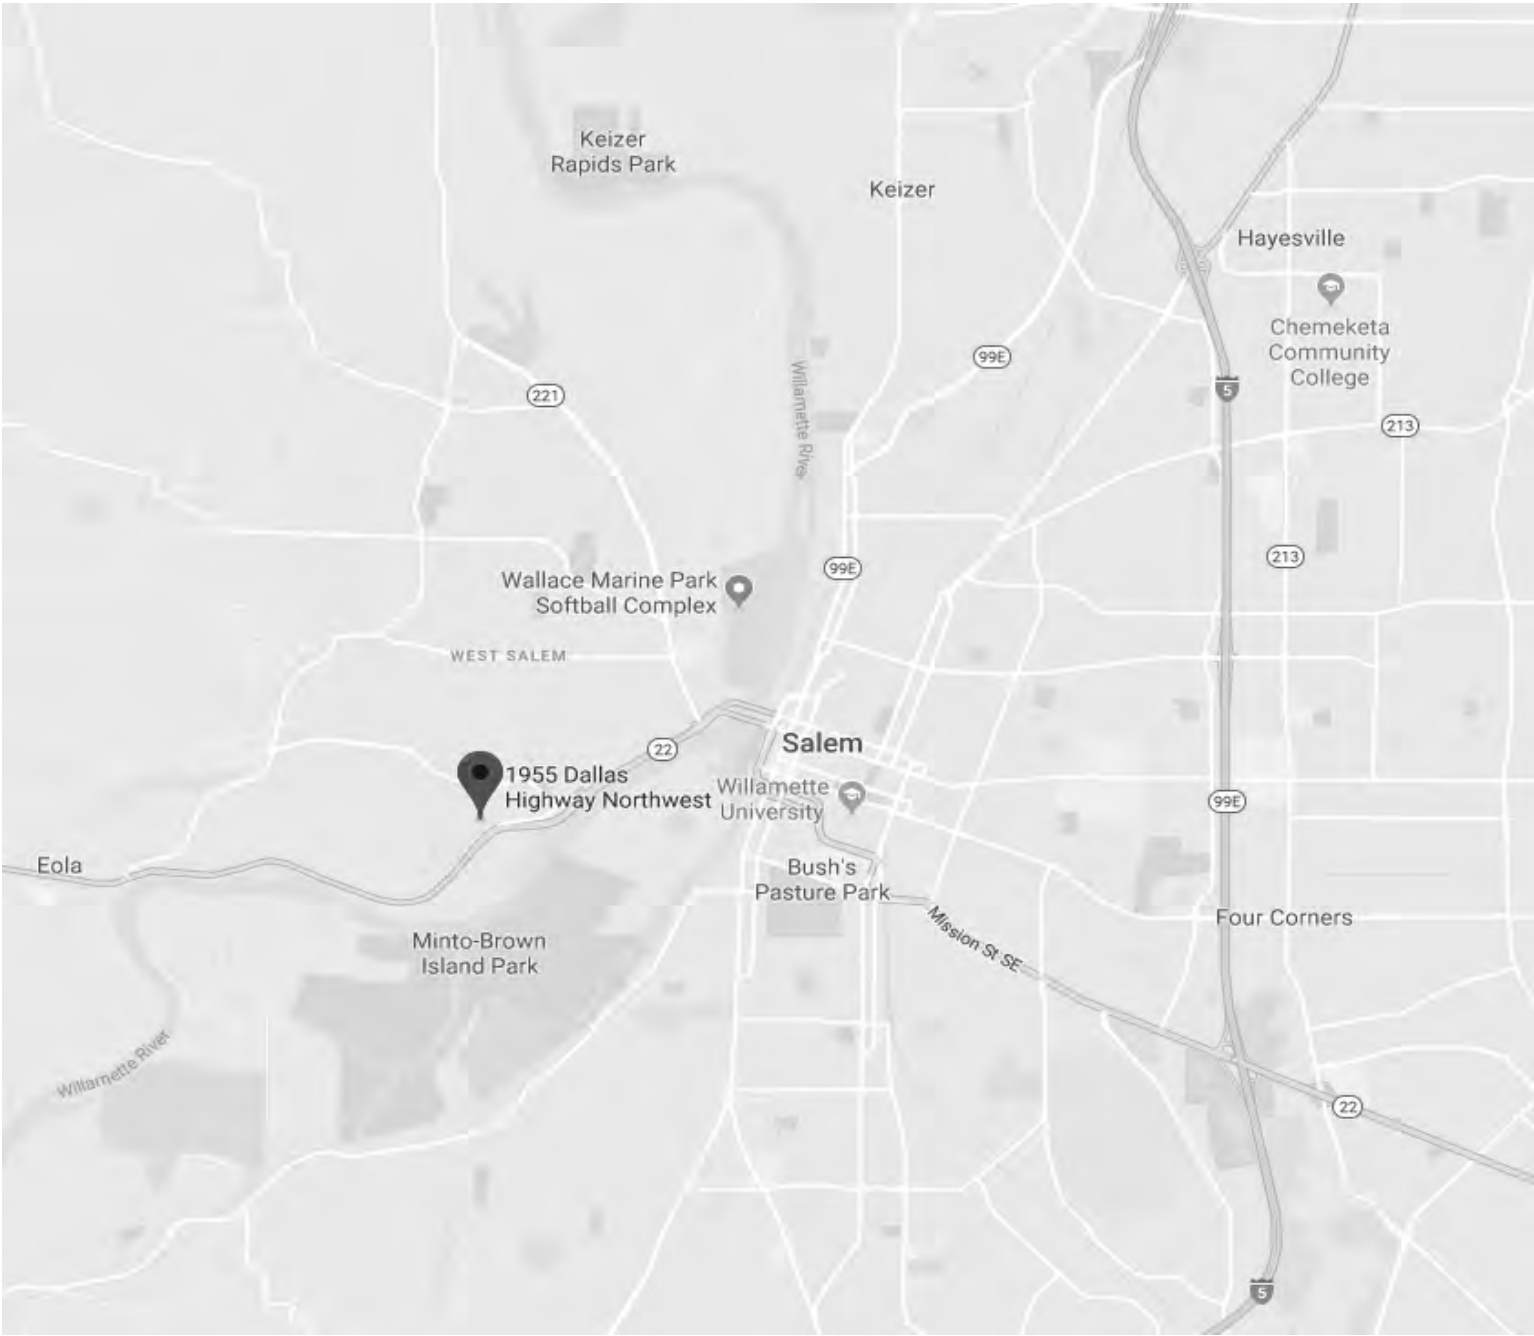 Keizer
Rapids Park
Keizer
Hayesville
Chemeketa
Community
College
99E
5
221
213
Willamette River
213
99E
Wallace Marine Park
Softball Complex
WEST SALEM
22
Salem
1955 Dallas
Highway Northwest
Willamette
University
99E
Eola
Bush's
Pasture Park
Mission St SE
Four Corners
Minto-Brown
Island Park
Willamette River
22
5